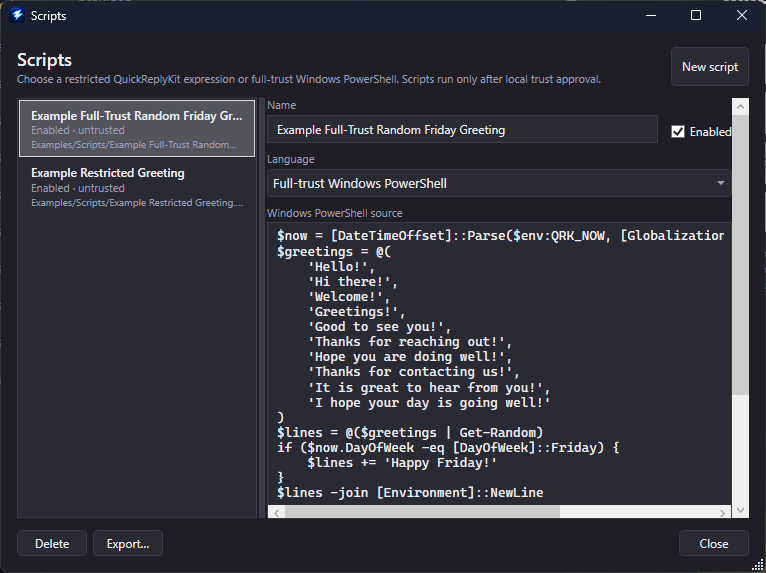 Scripts
Scripts
Choose a restricted QuickReplyKit expression or full-trust Windows PowerShell. Scripts run only after local trust approval.
New script
Example Full-Trust Random Friday Gr...
Enabled · untrusted
Examples/Scripts/Example Full-Trust Random...
Example Restricted Greeting
Enabled · untrusted
Examples/Scripts/Example Restricted Greeting....
Name
Example Full-Trust Random Friday Greeting
Enabled
Language
Full-trust Windows PowerShell
Windows PowerShell source
$now = [DateTimeOffset]::Parse($env:QRK_NOW, [Globalization
$greetings = @(
    'Hello!',
    'Hi there!',
    'Welcome!',
    'Greetings!',
    'Good to see you!',
    'Thanks for reaching out!',
    'Hope you are doing well!',
    'Thanks for contacting us!',
    'It is great to hear from you!',
    'I hope your day is going well!'
)
$lines = @($greetings | Get-Random)
if ($now.DayOfWeek -eq [DayOfWeek]::Friday) {
    $lines += 'Happy Friday!'
}
$lines -join [Environment]::NewLine
Delete
Export...
Close